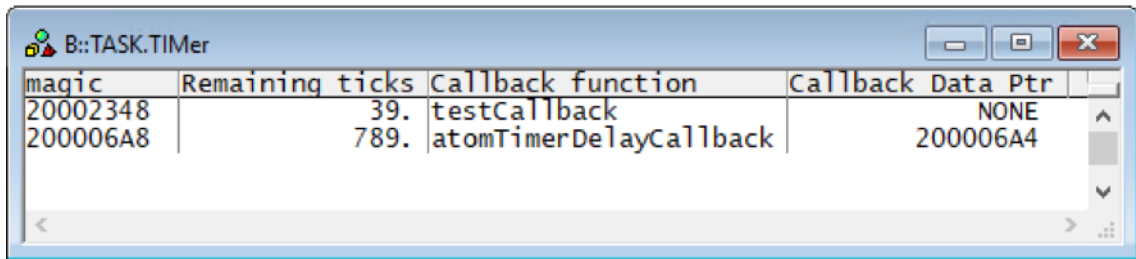 B::TASK.TIMer
magic Remaining ticks Callback function Callback Data Ptr
20002348 39. testCallback NONE
200006A8 789. atomTimerDelayCallback 200006A4